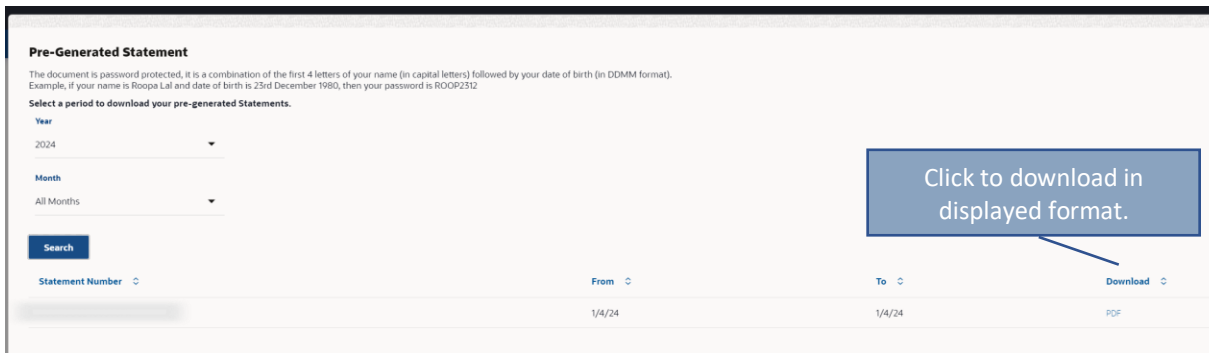 Pre-Generated Statement
The document is password protected, it is a combination of the first 4 letters of your name (in capital letters) followed by your date of birth (in DDMM format).
Example, if your name is Roopa Lal and date of birth is 23rd December 1980, then your password is ROOP2312
Select a period to download your pre-generated Statements.
Year
2024
Month
All Months
Click to download in
displayed format.
Search
Statement Number From To Download
1/4/24 1/4/24 PDF